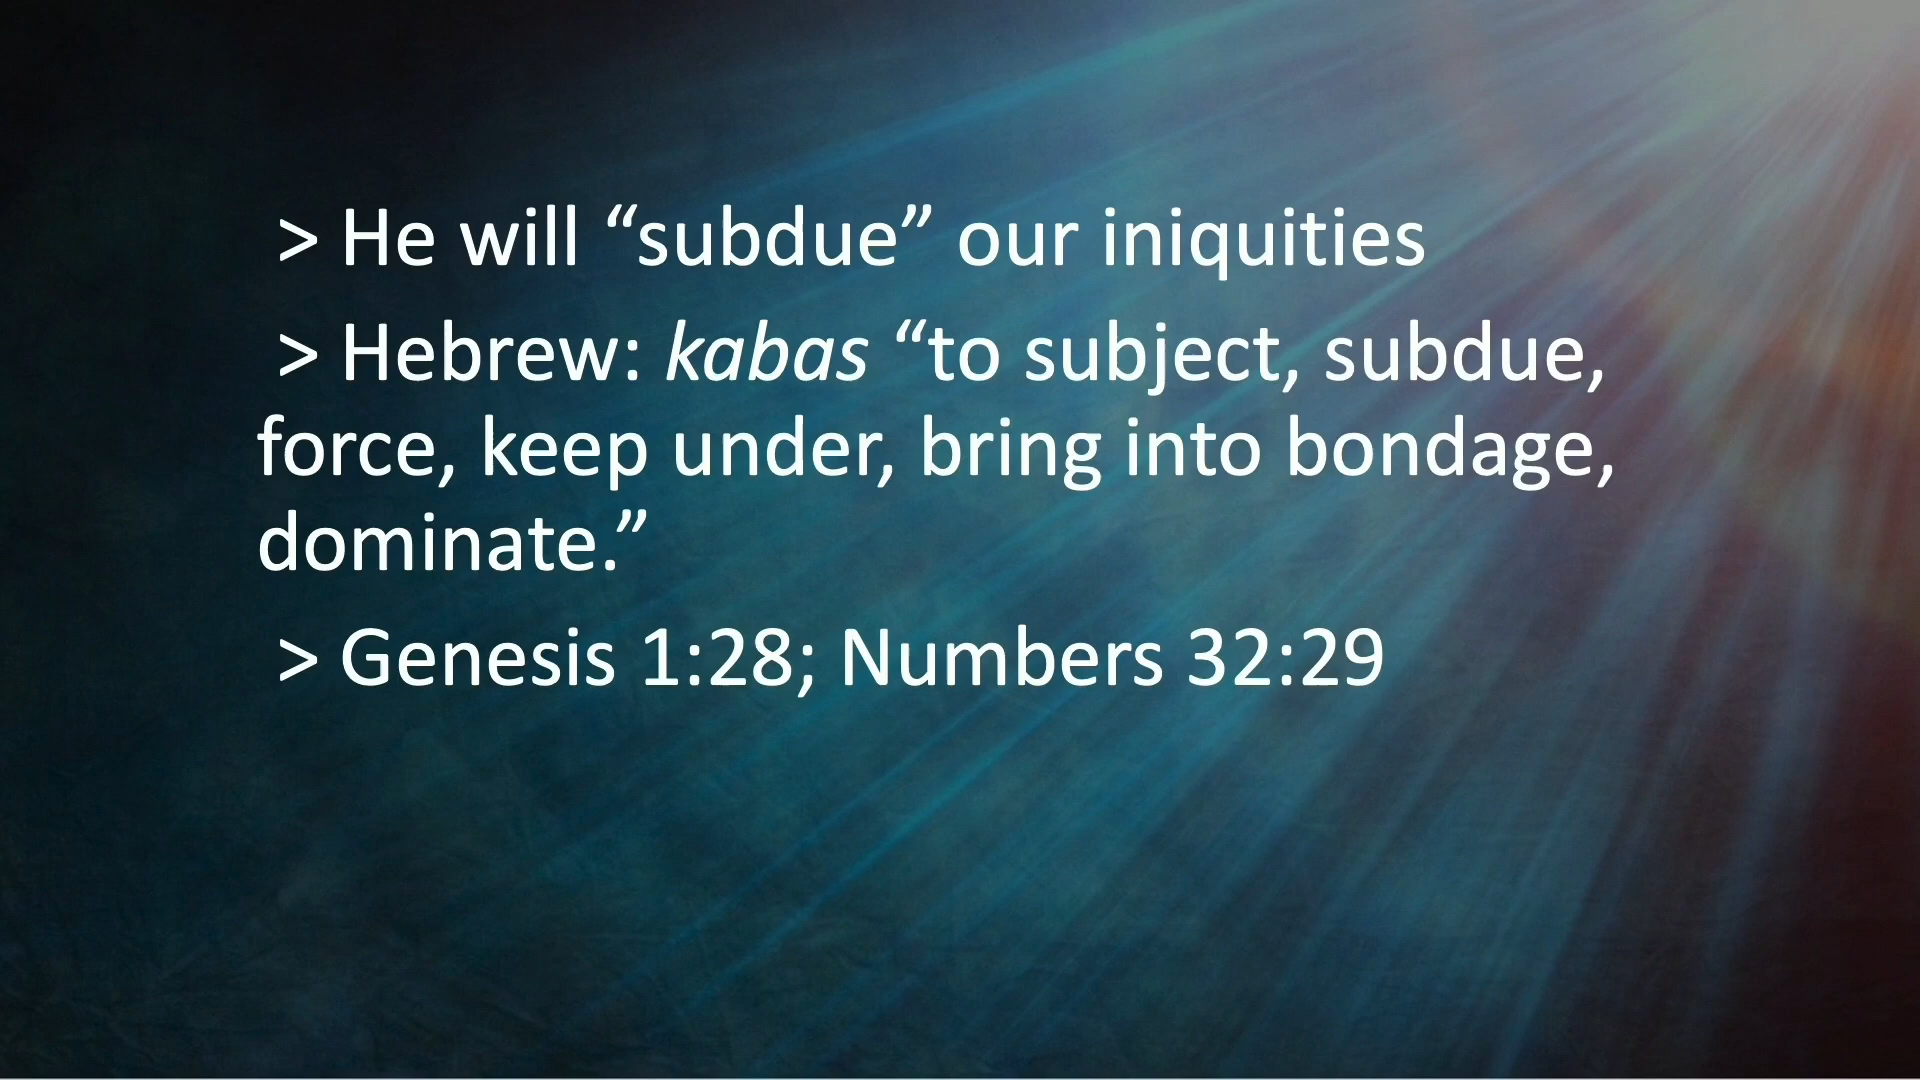 > He will “subdue” our iniquities
> Hebrew: kabas “to subject, subdue,
force, keep under, bring into bondage,
dominate.”
> Genesis 1:28; Numbers 32:29